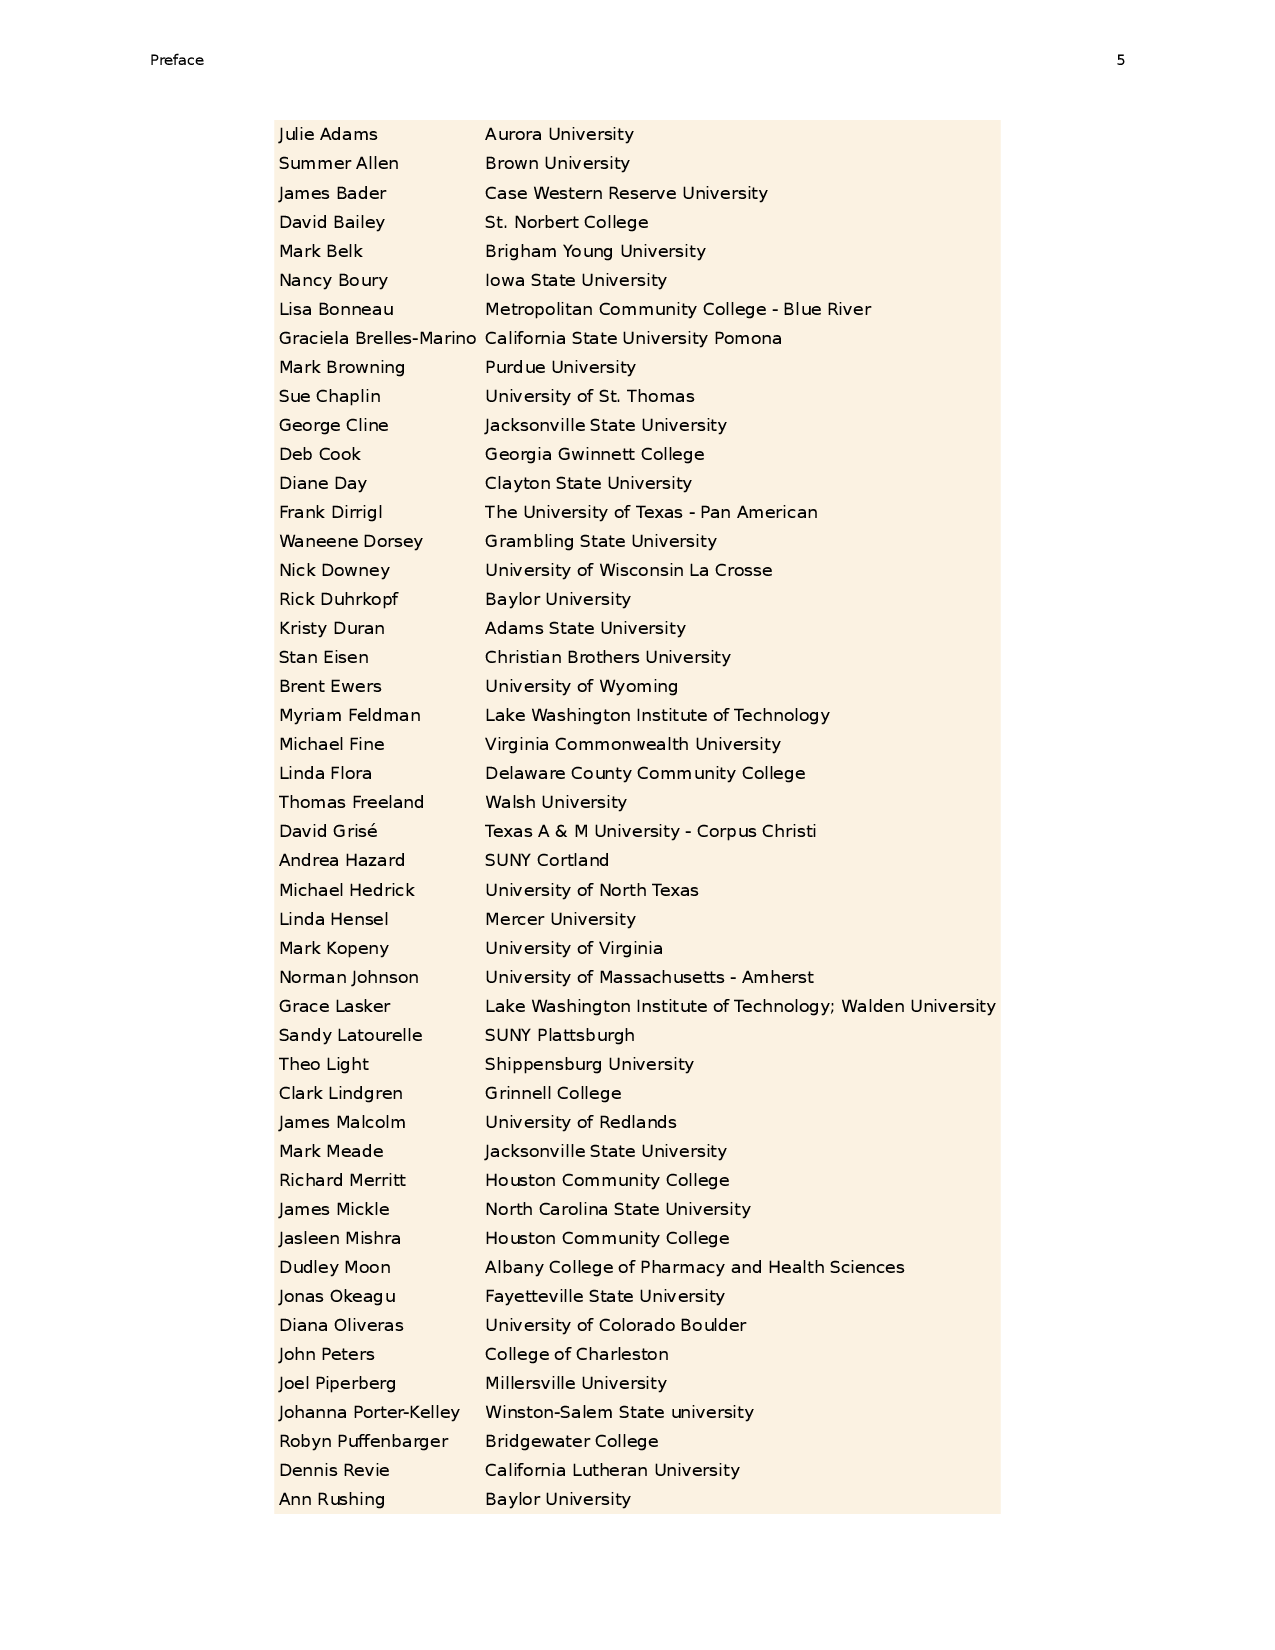 Preface 5
Julie Adams Aurora University
Summer Allen Brown University
James Bader Case Western Reserve University
David Bailey St. Norbert College
Mark Belk Brigham Young University
Nancy Boury Iowa State University
Lisa Bonneau Metropolitan Community College - Blue River
Graciela Brelles-Marino California State University Pomona
Mark Browning Purdue University
Sue Chaplin University of St. Thomas
George Cline Jacksonville State University
Deb Cook Georgia Gwinnett College
Diane Day Clayton State University
Frank Dirrigl The University of Texas - Pan American
Waneene Dorsey Grambling State University
Nick Downey University of Wisconsin La Crosse
Rick Duhrkopf Baylor University
Kristy Duran Adams State University
Stan Eisen Christian Brothers University
Brent Ewers University of Wyoming
Myriam Feldman Lake Washington Institute of Technology
Michael Fine Virginia Commonwealth University
Linda Flora Delaware County Community College
Thomas Freeland Walsh University
David Grisé Texas A & M University - Corpus Christi
Andrea Hazard SUNY Cortland
Michael Hedrick University of North Texas
Linda Hensel Mercer University
Mark Kopeny University of Virginia
Norman Johnson University of Massachusetts - Amherst
Grace Lasker Lake Washington Institute of Technology; Walden University
Sandy Latourelle SUNY Plattsburgh
Theo Light Shippensburg University
Clark Lindgren Grinnell College
James Malcolm University of Redlands
Mark Meade Jacksonville State University
Richard Merritt Houston Community College
James Mickle North Carolina State University
Jasleen Mishra Houston Community College
Dudley Moon Albany College of Pharmacy and Health Sciences
Jonas Okeagu Fayetteville State University
Diana Oliveras University of Colorado Boulder
John Peters College of Charleston
Joel Piperberg Millersville University
Johanna Porter-Kelley Winston-Salem State university
Robyn Puffenbarger Bridgewater College
Dennis Revie California Lutheran University
Ann Rushing Baylor University